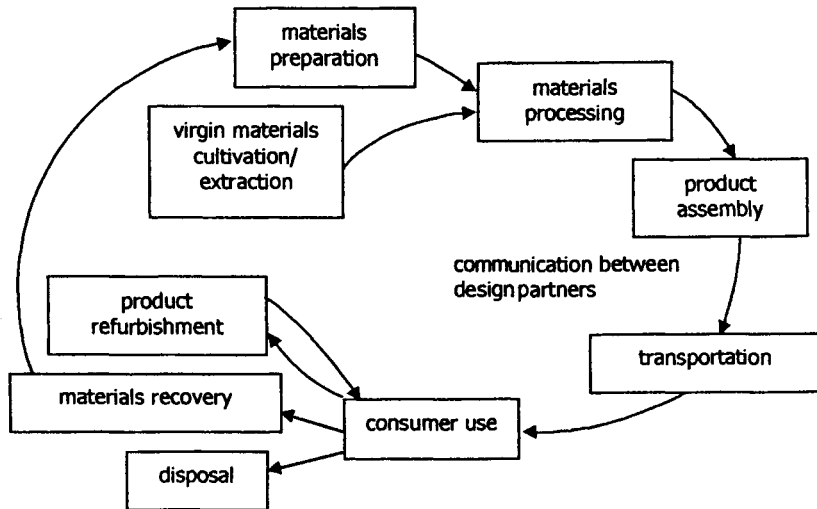 materials
preparation
materials
processing
virgin materials
cultivation/
extraction
product
assembly
communication between
design partners
product
refurbishment
transportation
materials recovery
consumer use
disposal